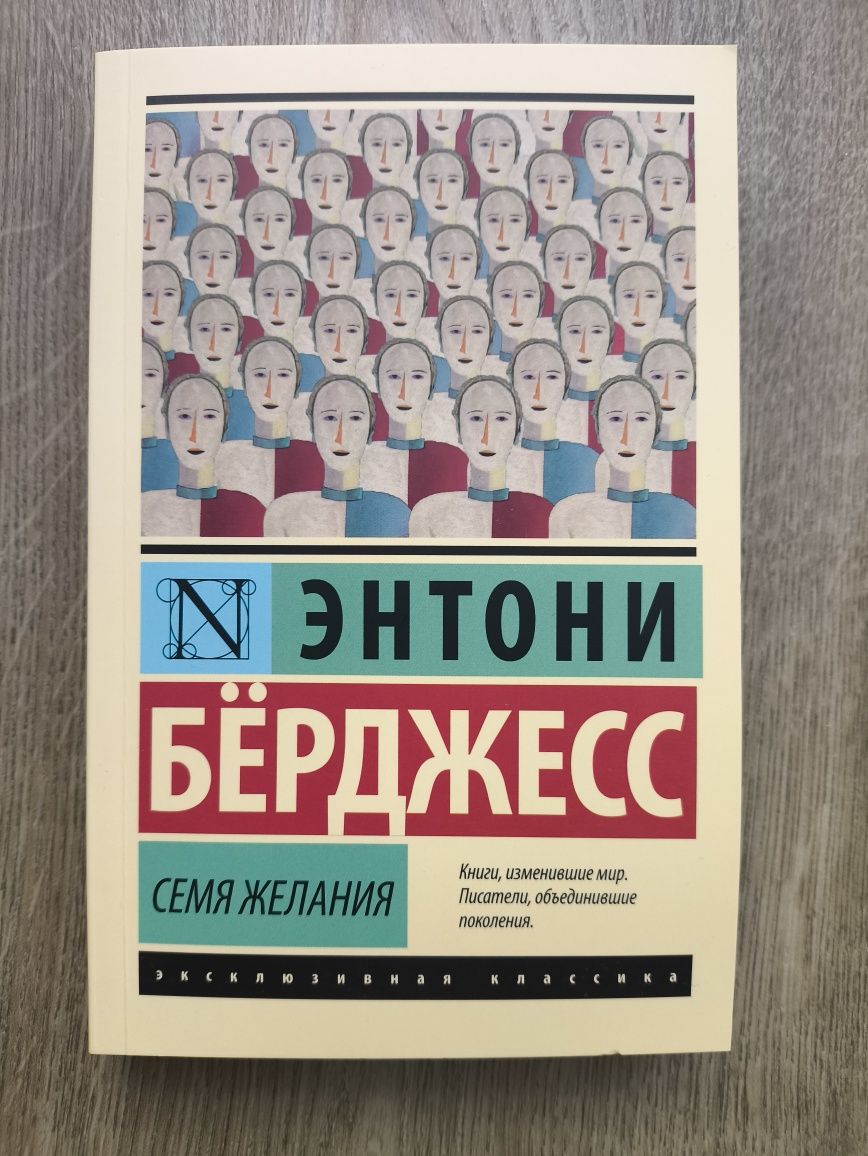 N ЭНТОНИ
БЁРДЖЕСС
СЕМЯ ЖЕЛАНИЯ
Книги, изменившие мир.
Писатели, объединившие
поколения.
эксклюзивная классика